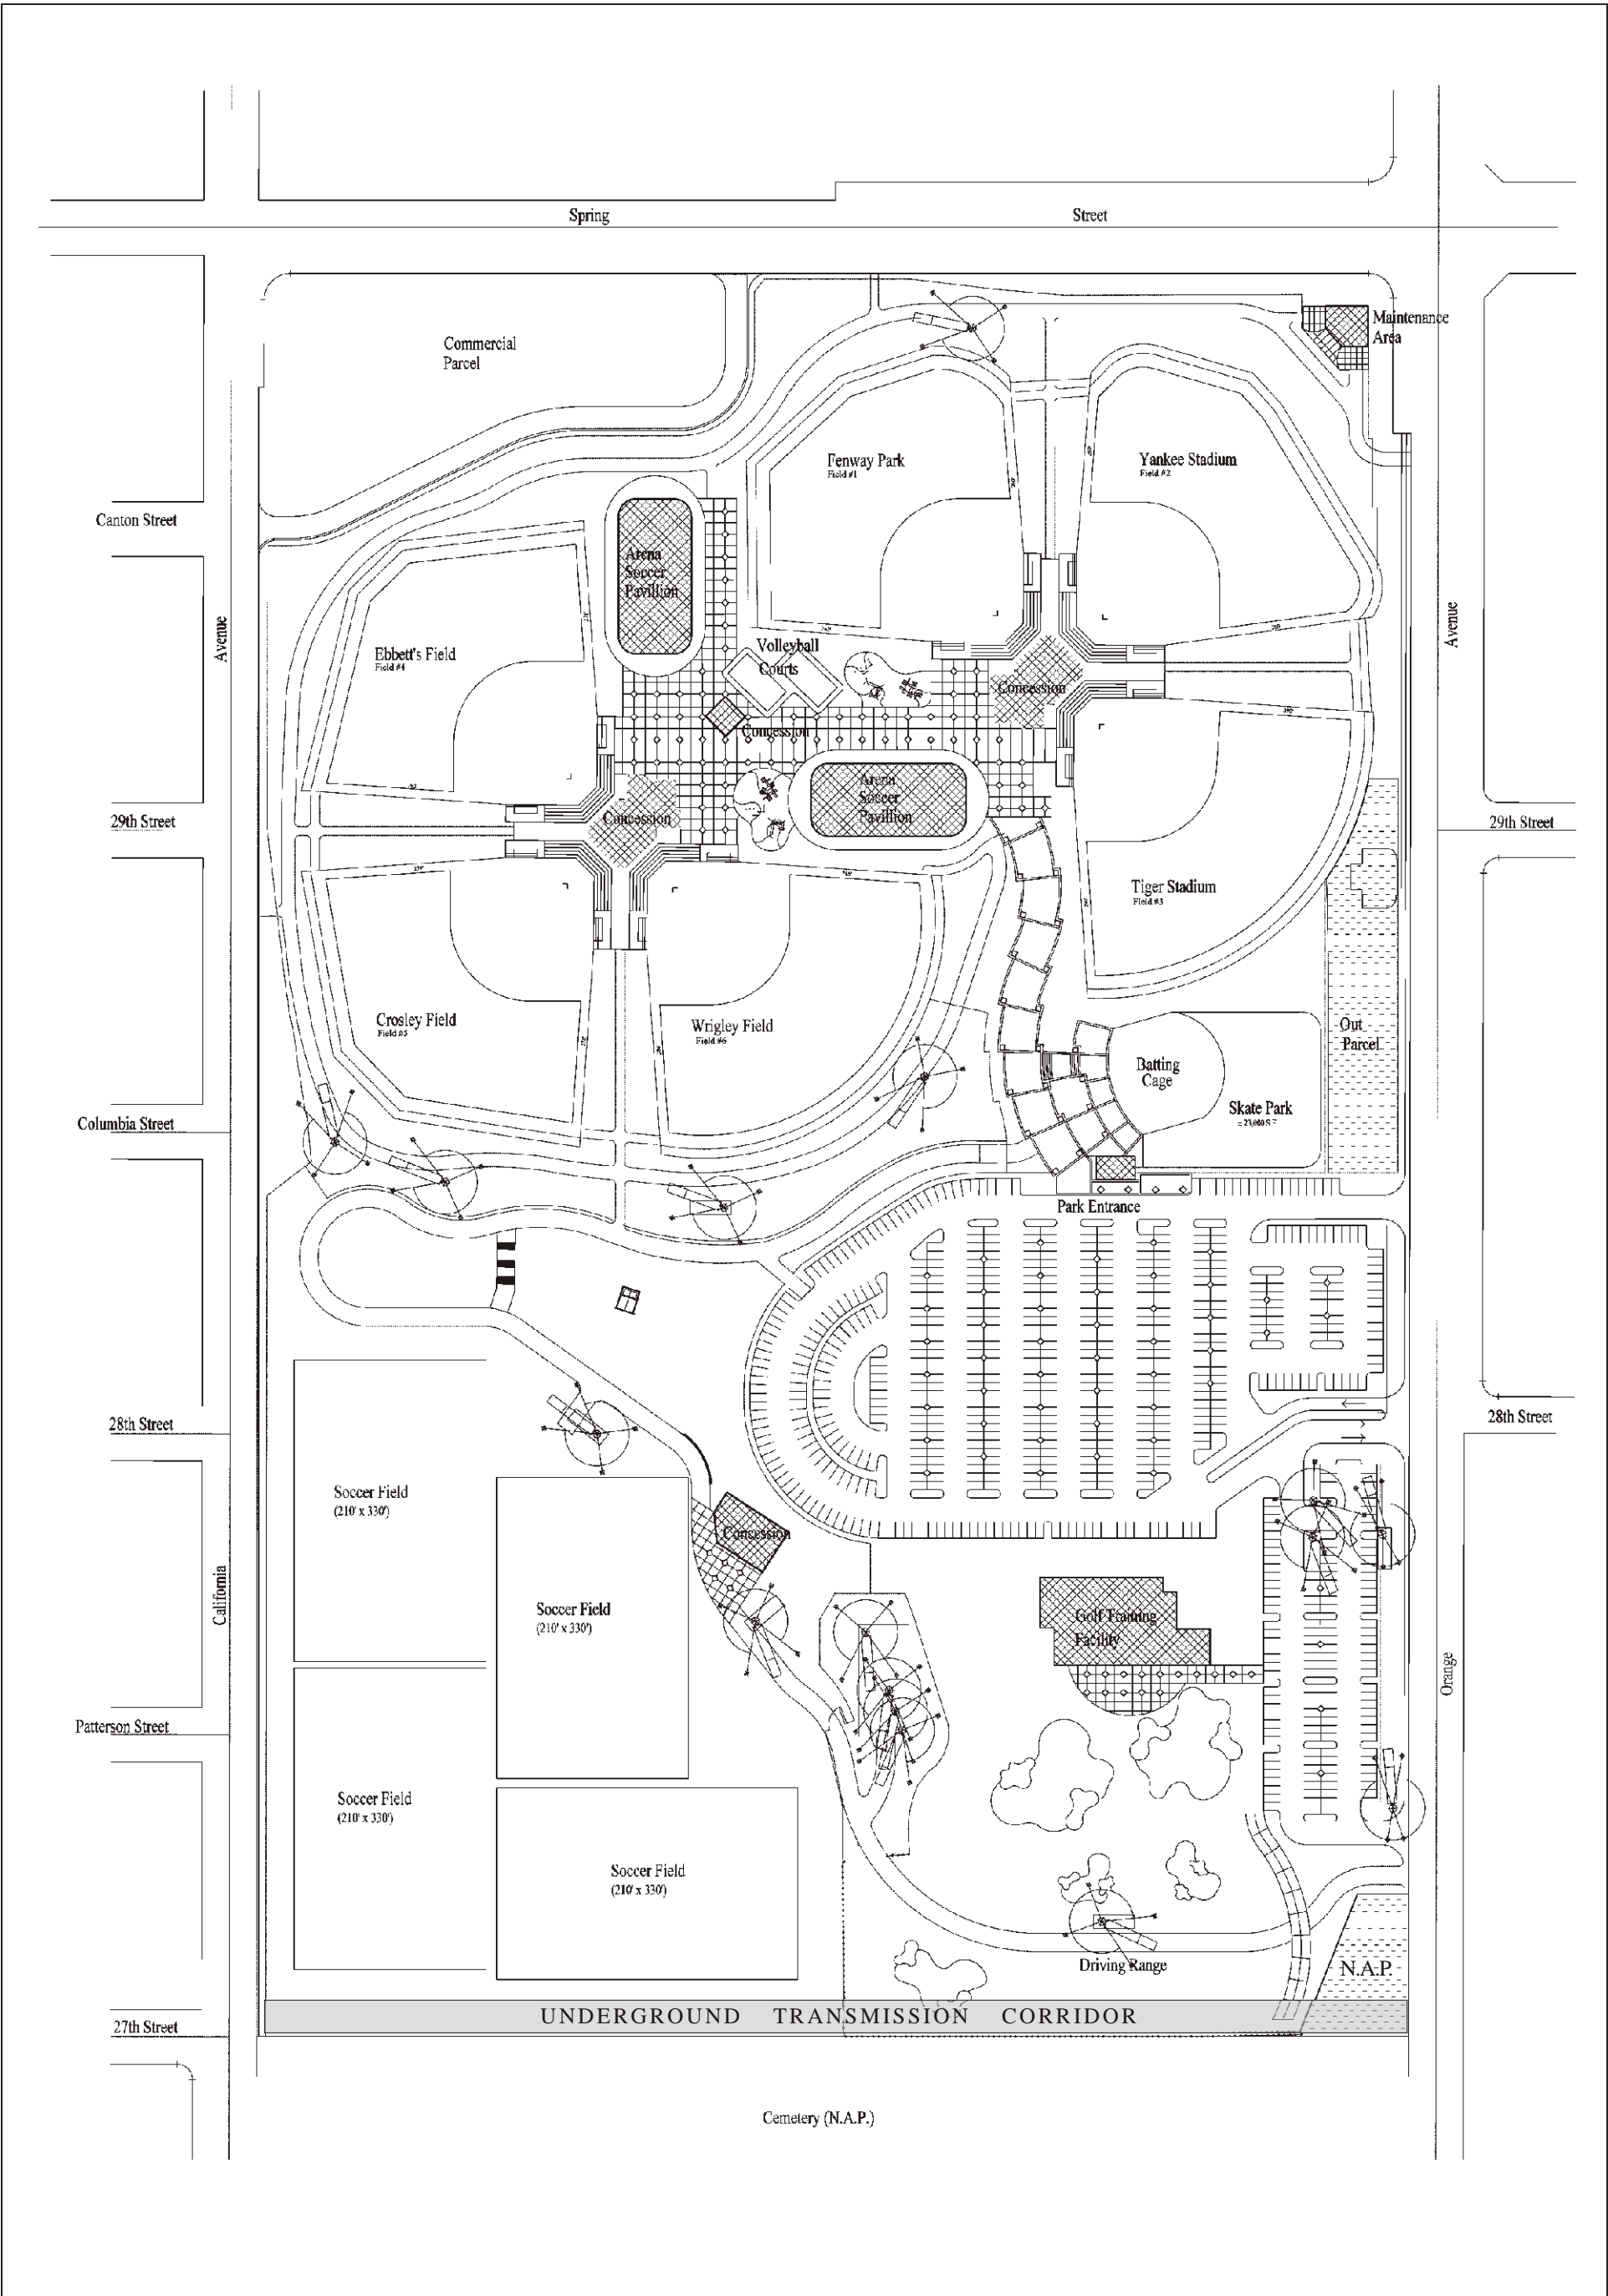 Spring Street
Maintenance
Area
Commercial
Parcel
Fenway Park
Field #1
Yankee Stadium
Field #2
Canton Street
Arena
Soccer
Pavillion
Avenue
Avenue
Ebbett's Field
Field #4
Volleyball
Courts
Concession
Concession
Arena
Soccer
Pavillion
Concession
29th Street
29th Street
Tiger Stadium
Field #3
Crosley Field
Field #5
Wrigley Field
Field #6
Out
Parcel
Batting
Cage
Skate Park
Columbia Street
Park Entrance
28th Street
28th Street
Soccer Field
(210' x 330')
Concession
California
Soccer Field
(210' x 330')
Golf Training
Facility
Orange
Patterson Street
Soccer Field
(210' x 330')
Soccer Field
(210' x 330')
Driving Range
N.A.P.
UNDERGROUND TRANSMISSION CORRIDOR
27th Street
Cemetery (N.A.P.)